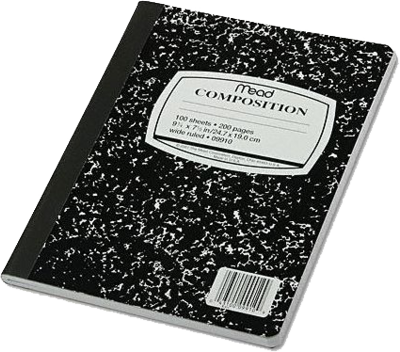 Mead
COMPOSITION
100 sheets • 200 pages
9¾ x 7½ in/24.7 x 19.0 cm
wide ruled • 09910